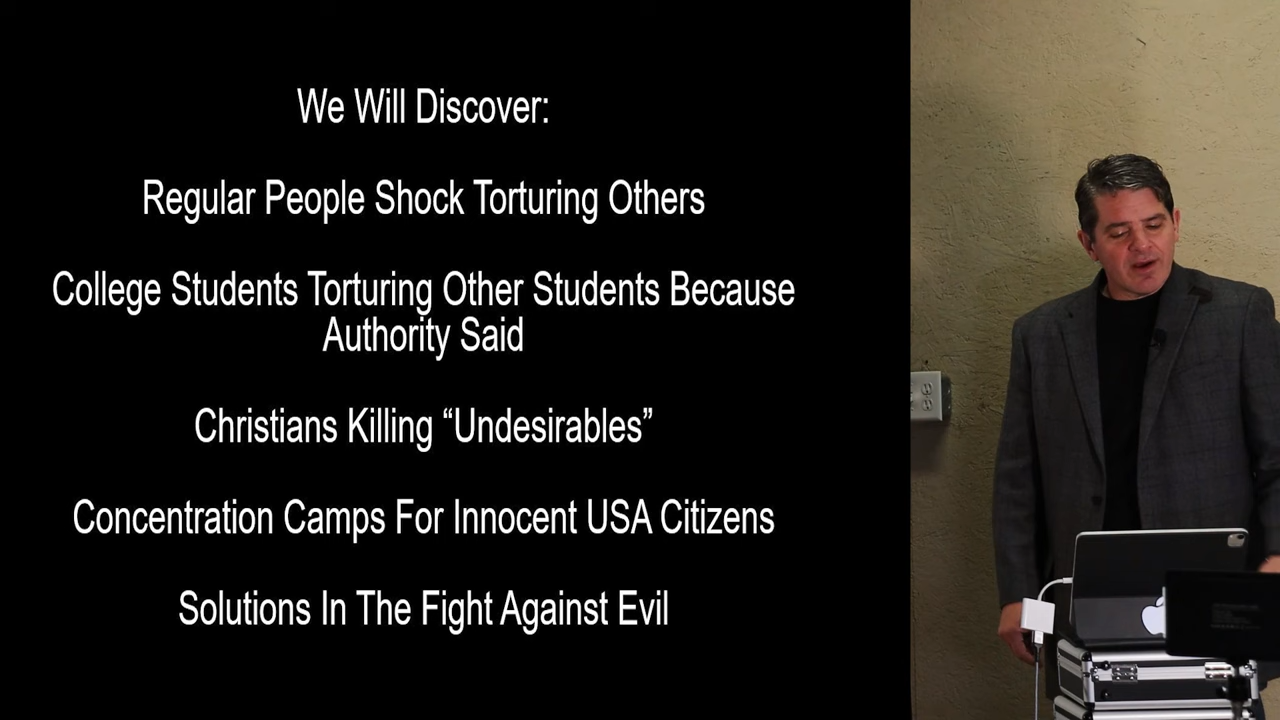 We Will Discover:
Regular People Shock Torturing Others
College Students Torturing Other Students Because
Authority Said
Christians Killing “Undesirables”
Concentration Camps For Innocent USA Citizens
Solutions In The Fight Against Evil